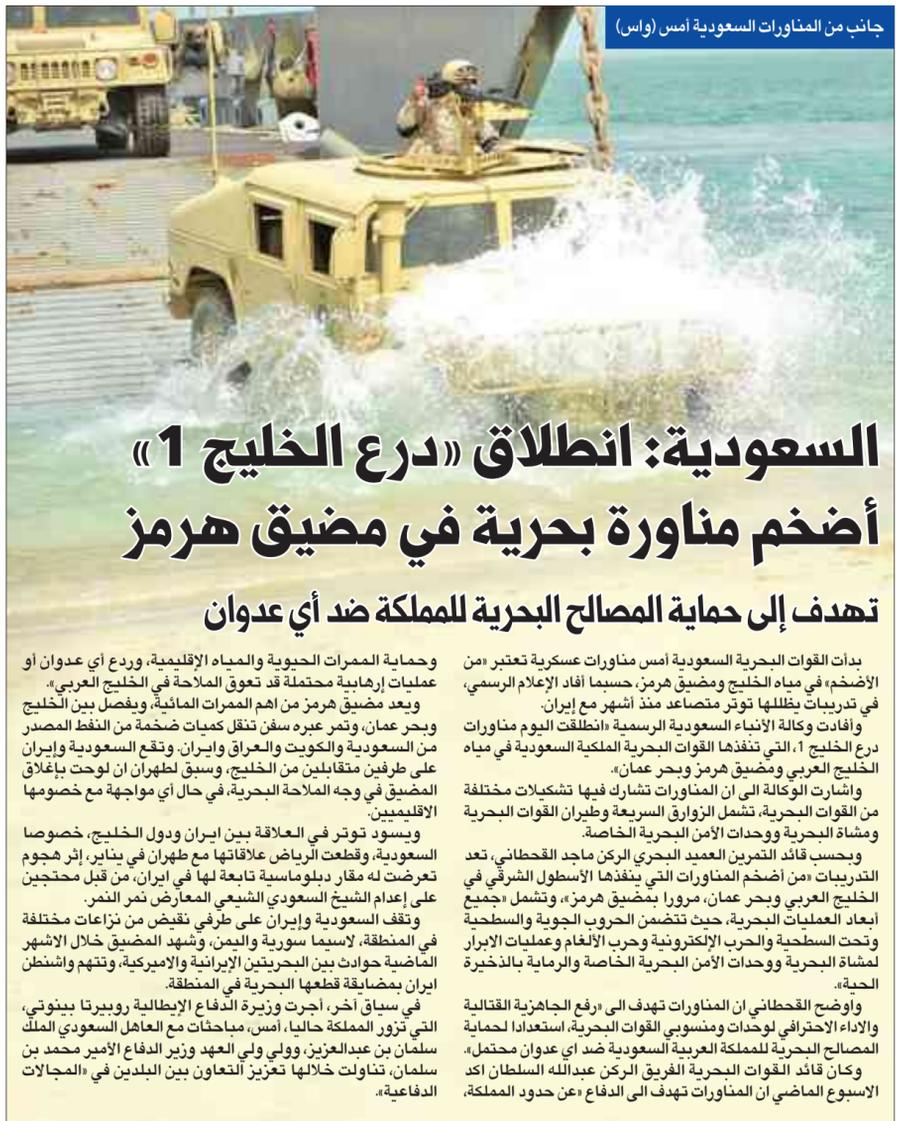 جانب من المناورات السعودية أمس (واس)
السعودية: انطلاق «درع الخليج 1»
أضخم مناورة بحرية في مضيق هرمز
تهدف إلى حماية المصالح البحرية للمملكة ضد أي عدوان
بدأت القوات البحرية السعودية أمس مناورات عسكرية تعتبر «من
الأضخم» في مياه الخليج ومضيق هرمز، حسبما أفاد الإعلام الرسمي،
في تدريبات يظللها توتر متصاعد منذ أشهر مع إيران.
وأفادت وكالة الأنباء السعودية الرسمية «انطلقت اليوم مناورات
درع الخليج 1، التي تنفذها القوات البحرية الملكية السعودية في مياه
الخليج العربي ومضيق هرمز وبحر عمان».
واشارت الوكالة الى ان المناورات تشارك فيها تشكيلات مختلفة
من القوات البحرية، تشمل الزوارق السريعة وطيران القوات البحرية
ومشاة البحرية ووحدات الأمن البحرية الخاصة.
وبحسب قائد التمرين العميد البحري الركن ماجد القحطاني، تعد
التدريبات «من أضخم المناورات التي ينفذها الأسطول الشرقي في
الخليج العربي وبحر عمان، مرورا بمضيق هرمز»، وتشمل «جميع
أبعاد العمليات البحرية، حيث تتضمن الحروب الجوية والسطحية
وتحت السطحية والحرب الإلكترونية وحرب الألغام وعمليات الابرار
لمشاة البحرية ووحدات الأمن البحرية الخاصة والرماية بالذخيرة
الحية».
وأوضح القحطاني ان المناورات تهدف الى «رفع الجاهزية القتالية
والاداء الاحترافي لوحدات ومنسوبي القوات البحرية، استعدادا لحماية
المصالح البحرية للمملكة العربية السعودية ضد اي عدوان محتمل».
وكان قائد القوات البحرية الفريق الركن عبدالله السلطان اكد
الاسبوع الماضي ان المناورات تهدف الى الدفاع «عن حدود المملكة،
وحماية الممرات الحيوية والمياه الإقليمية، وردع أي عدوان أو
عمليات إرهابية محتملة قد تعوق الملاحة في الخليج العربي».
ويعد مضيق هرمز من اهم الممرات المائية، ويفصل بين الخليج
وبحر عمان، وتمر عبره سفن تنقل كميات ضخمة من النفط المصدر
من السعودية والكويت والعراق وايران. وتقع السعودية وإيران
على طرفين متقابلين من الخليج، وسبق لطهران ان لوحت بإغلاق
المضيق في وجه الملاحة البحرية، في حال أي مواجهة مع خصومها
الاقليميين.
ويسود توتر في العلاقة بين ايران ودول الخليج، خصوصا
السعودية، وقطعت الرياض علاقاتها مع طهران في يناير، إثر هجوم
تعرضت له مقار دبلوماسية تابعة لها في ايران، من قبل محتجين
على إعدام الشيخ السعودي الشيعي المعارض نمر النمر.
وتقف السعودية وإيران على طرفي نقيض من نزاعات مختلفة
في المنطقة، لاسيما سورية واليمن، وشهد المضيق خلال الاشهر
الماضية حوادث بين البحريتين الإيرانية والاميركية، وتتهم واشنطن
ايران بمضايقة قطعها البحرية في المنطقة.
في سياق آخر، أجرت وزيرة الدفاع الإيطالية روبيرتا بينوتي،
التي تزور المملكة حاليا، أمس، مباحثات مع العاهل السعودي الملك
سلمان بن عبدالعزيز، وولي ولي العهد وزير الدفاع الأمير محمد بن
سلمان، تناولت خلالها تعزيز التعاون بين البلدين في «المجالات
الدفاعية».